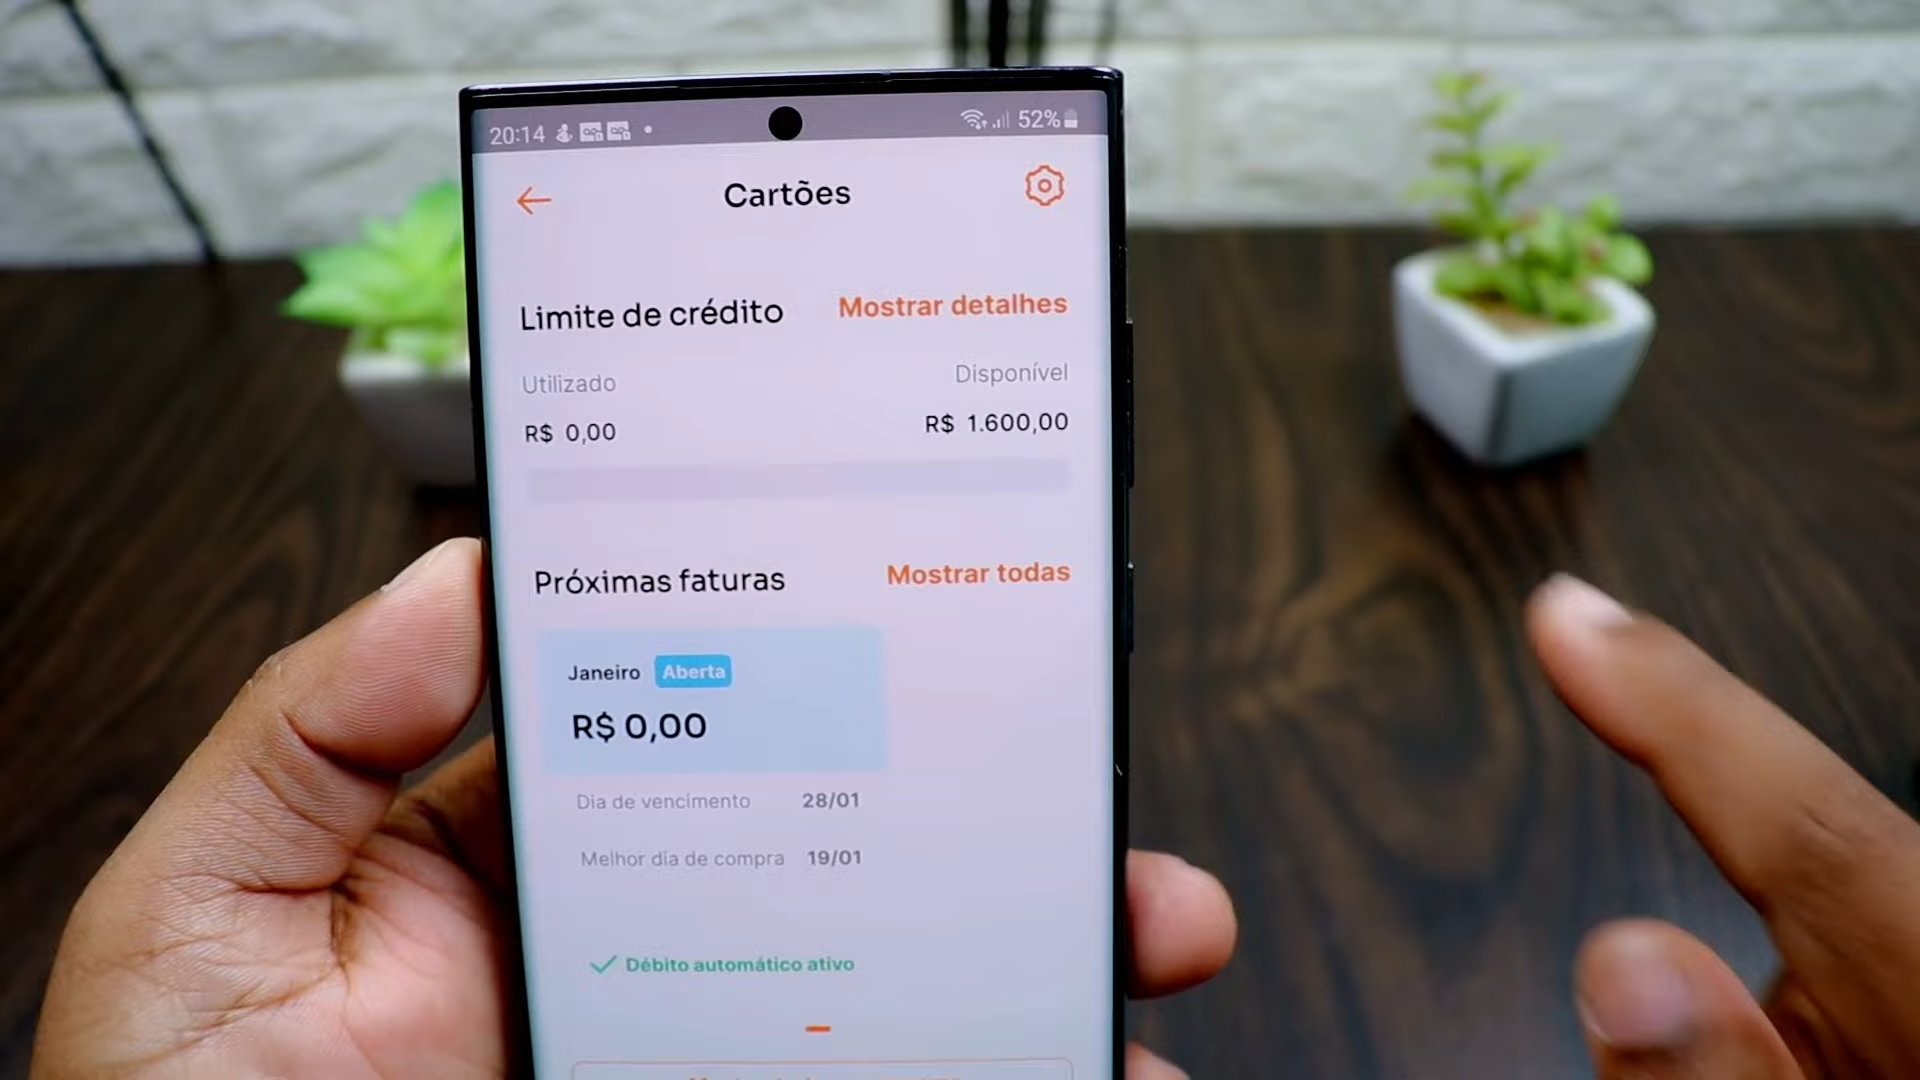 20:14
52%
Cartões
Limite de crédito
Mostrar detalhes
Utilizado
Disponível
R$ 0,00
R$ 1.600,00
Próximas faturas
Mostrar todas
Janeiro
Aberta
R$ 0,00
Dia de vencimento 28/01
Melhor dia de compra 19/01
Débito automático ativo